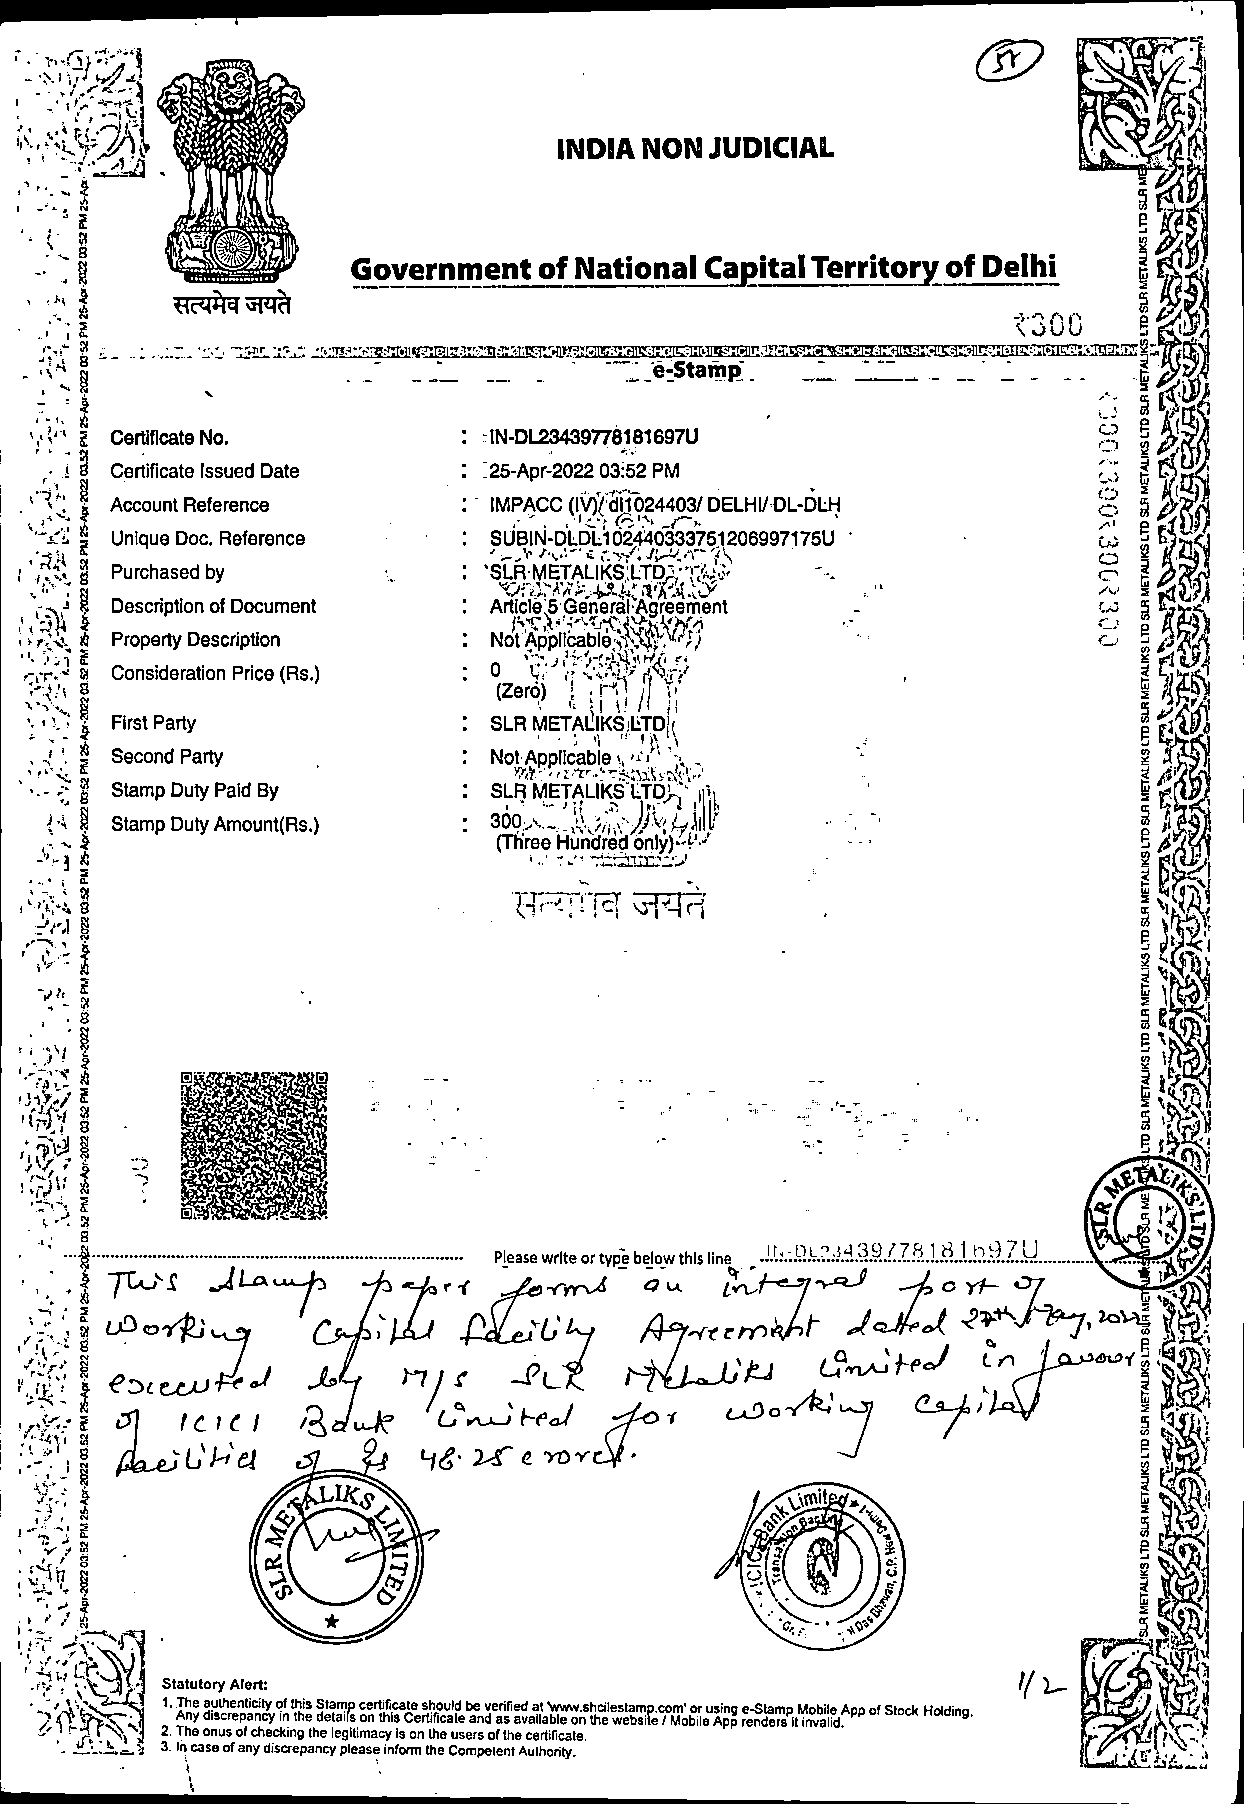 55
INDIA NON JUDICIAL
Government of National Capital Territory of Delhi
सत्यमेव जयते
₹300
e-Stamp
Certificate No. : IN-DL23439778181697U
Certificate Issued Date : 25-Apr-2022 03:52 PM
Account Reference : IMPACC (IV)/ dl1024403/ DELHI/ DL-DLH
Unique Doc. Reference : SUBIN-DLDL102440333751206997175U
Purchased by : SLR METALIKS LTD
Description of Document : Article 5 General Agreement
Property Description : Not Applicable
Consideration Price (Rs.) : 0
(Zero)
First Party : SLR METALIKS LTD
Second Party : Not Applicable
Stamp Duty Paid By : SLR METALIKS LTD
Stamp Duty Amount(Rs.) : 300
(Three Hundred only)
सत्यमेव जयते
Please write or type below this line IN-DL23439778181697U
This stamp paper forms an integral part of
Working Capital facility Agreement dated 27th May, 2022
executed by M/s SLR Metaliks Limited in favour
of ICICI Bank Limited for working capital
facilities of Rs 48.25 crores.
SLR METALIKS LTD
SLR METALIKS LIMITED
ICICI Bank Limited
Transaction Banking
1/2
Statutory Alert:
1. The authenticity of this Stamp certificate should be verified at 'www.shcilestamp.com' or using e-Stamp Mobile App of Stock Holding.
Any discrepancy in the details on this Certificate and as available on the website / Mobile App renders it invalid.
2. The onus of checking the legitimacy is on the users of the certificate.
3. In case of any discrepancy please inform the Competent Authority.